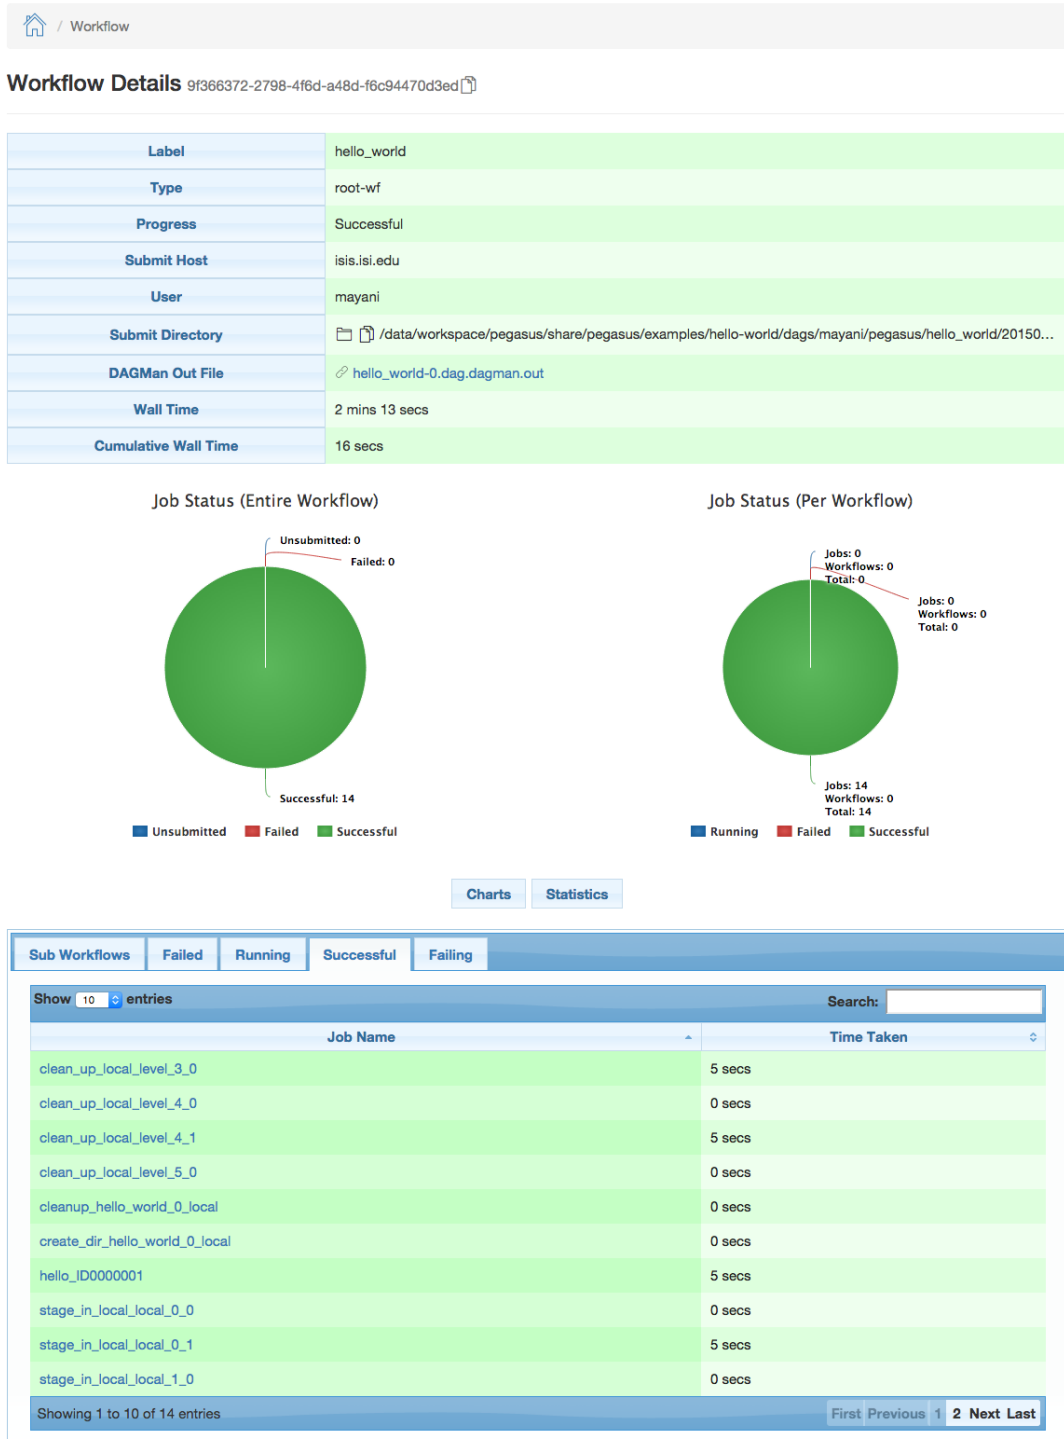 / Workflow
Workflow Details 9f366372-2798-4f6d-a48d-f6c94470d3ed
Label hello_world
Type root-wf
Progress Successful
Submit Host isis.isi.edu
User mayani
Submit Directory /data/workspace/pegasus/share/pegasus/examples/hello-world/dags/mayani/pegasus/hello_world/20150...
DAGMan Out File hello_world-0.dag.dagman.out
Wall Time 2 mins 13 secs
Cumulative Wall Time 16 secs
Job Status (Entire Workflow)
Unsubmitted: 0
Failed: 0
Successful: 14
Unsubmitted Failed Successful
Job Status (Per Workflow)
Jobs: 0
Workflows: 0
Total: 0
Jobs: 0
Workflows: 0
Total: 0
Jobs: 14
Workflows: 0
Total: 14
Running Failed Successful
Charts Statistics
Sub Workflows Failed Running Successful Failing
Show 10 entries Search:
Job Name Time Taken
clean_up_local_level_3_0 5 secs
clean_up_local_level_4_0 0 secs
clean_up_local_level_4_1 5 secs
clean_up_local_level_5_0 0 secs
cleanup_hello_world_0_local 0 secs
create_dir_hello_world_0_local 0 secs
hello_ID0000001 5 secs
stage_in_local_local_0_0 0 secs
stage_in_local_local_0_1 5 secs
stage_in_local_local_1_0 0 secs
Showing 1 to 10 of 14 entries First Previous 1 2 Next Last